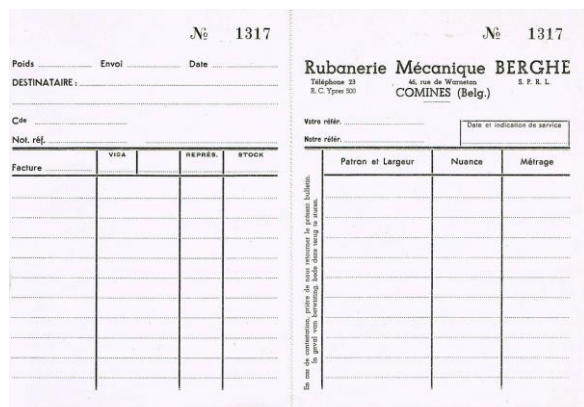 № 1317
Poids Envoi Date
DESTINATAIRE :
Cde
Not. réf.
VISA REPRÉS. STOCK
Facture
№ 1317
Rubanerie Mécanique BERGHE
Téléphone 23 46, rue de Warneton S. P. R. L.
R. C. Ypres 500 COMINES (Belg.)
Votre référ.
Date et indication de service
Notre référ.
Patron et Largeur Nuance Métrage
En cas de contestation, prière de nous retourner le présent bulletin.
In geval van betwisting, bede deze terug te sturen.